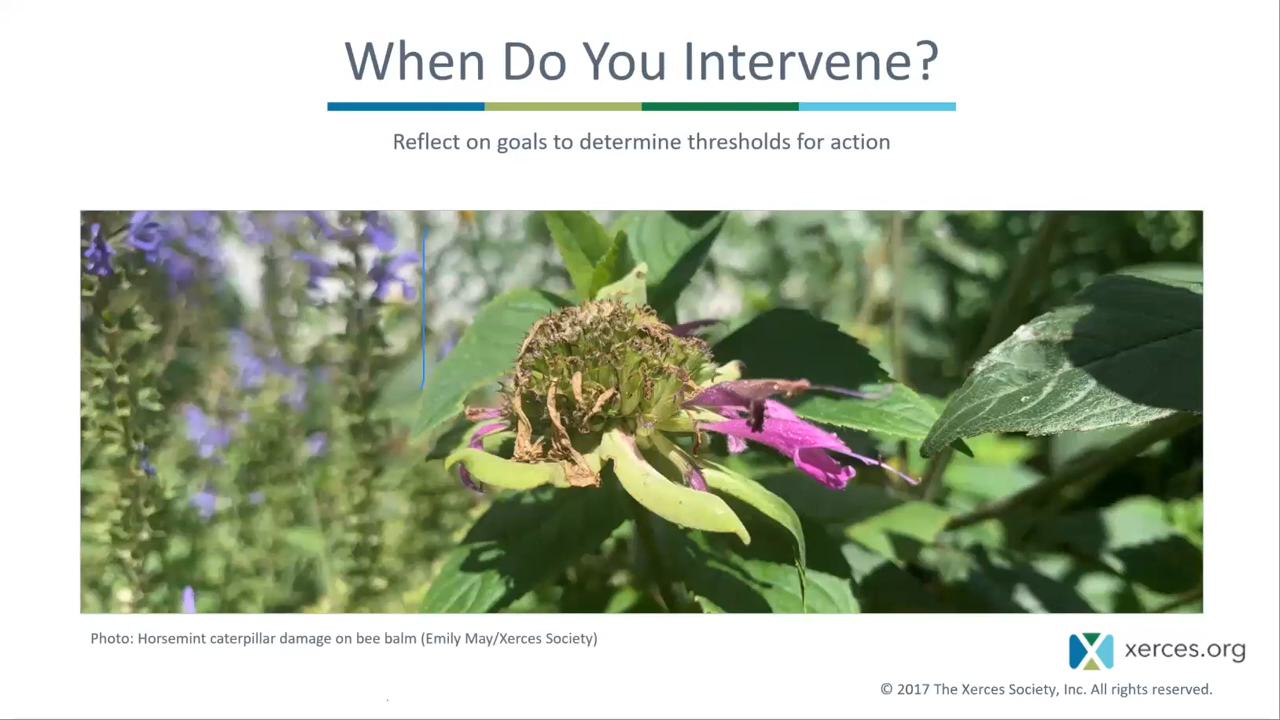 When Do You Intervene?
Reflect on goals to determine thresholds for action
Photo: Horsemint caterpillar damage on bee balm (Emily May/Xerces Society)
xerces.org
© 2017 The Xerces Society, Inc. All rights reserved.